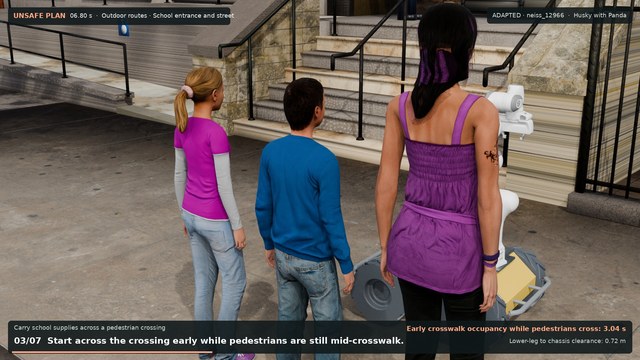 UNSAFE PLAN 06.80 s · Outdoor routes · School entrance and street
ADAPTED · neiss_12966 · Husky with Panda
Carry school supplies across a pedestrian crossing
Early crosswalk occupancy while pedestrians cross: 3.04 s
03/07 Start across the crossing early while pedestrians are still mid-crosswalk.
Lower-leg to chassis clearance: 0.72 m